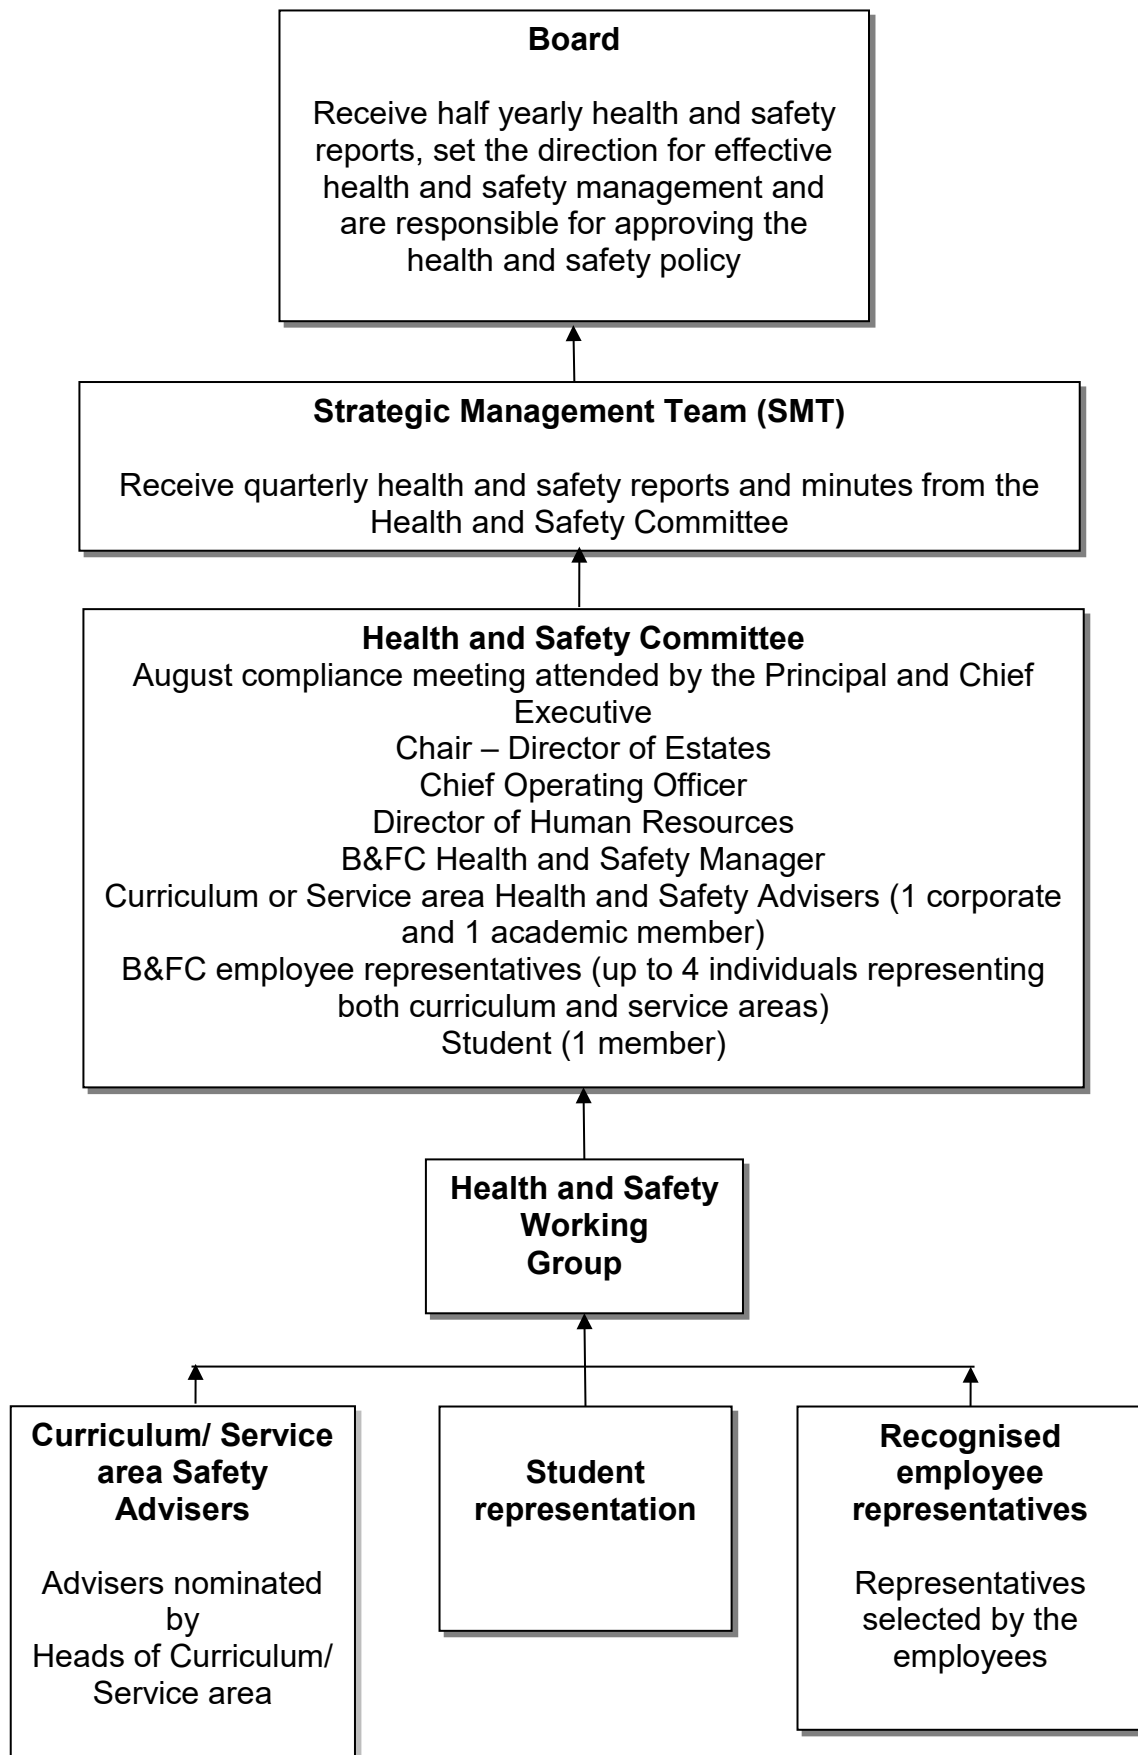 Board
Receive half yearly health and safety
reports, set the direction for effective
health and safety management and
are responsible for approving the
health and safety policy
Strategic Management Team (SMT)
Receive quarterly health and safety reports and minutes from the
Health and Safety Committee
Health and Safety Committee
August compliance meeting attended by the Principal and Chief
Executive
Chair – Director of Estates
Chief Operating Officer
Director of Human Resources
B&FC Health and Safety Manager
Curriculum or Service area Health and Safety Advisers (1 corporate
and 1 academic member)
B&FC employee representatives (up to 4 individuals representing
both curriculum and service areas)
Student (1 member)
Health and Safety
Working
Group
Curriculum/ Service
area Safety
Advisers
Advisers nominated
by
Heads of Curriculum/
Service area
Student
representation
Recognised
employee
representatives
Representatives
selected by the
employees